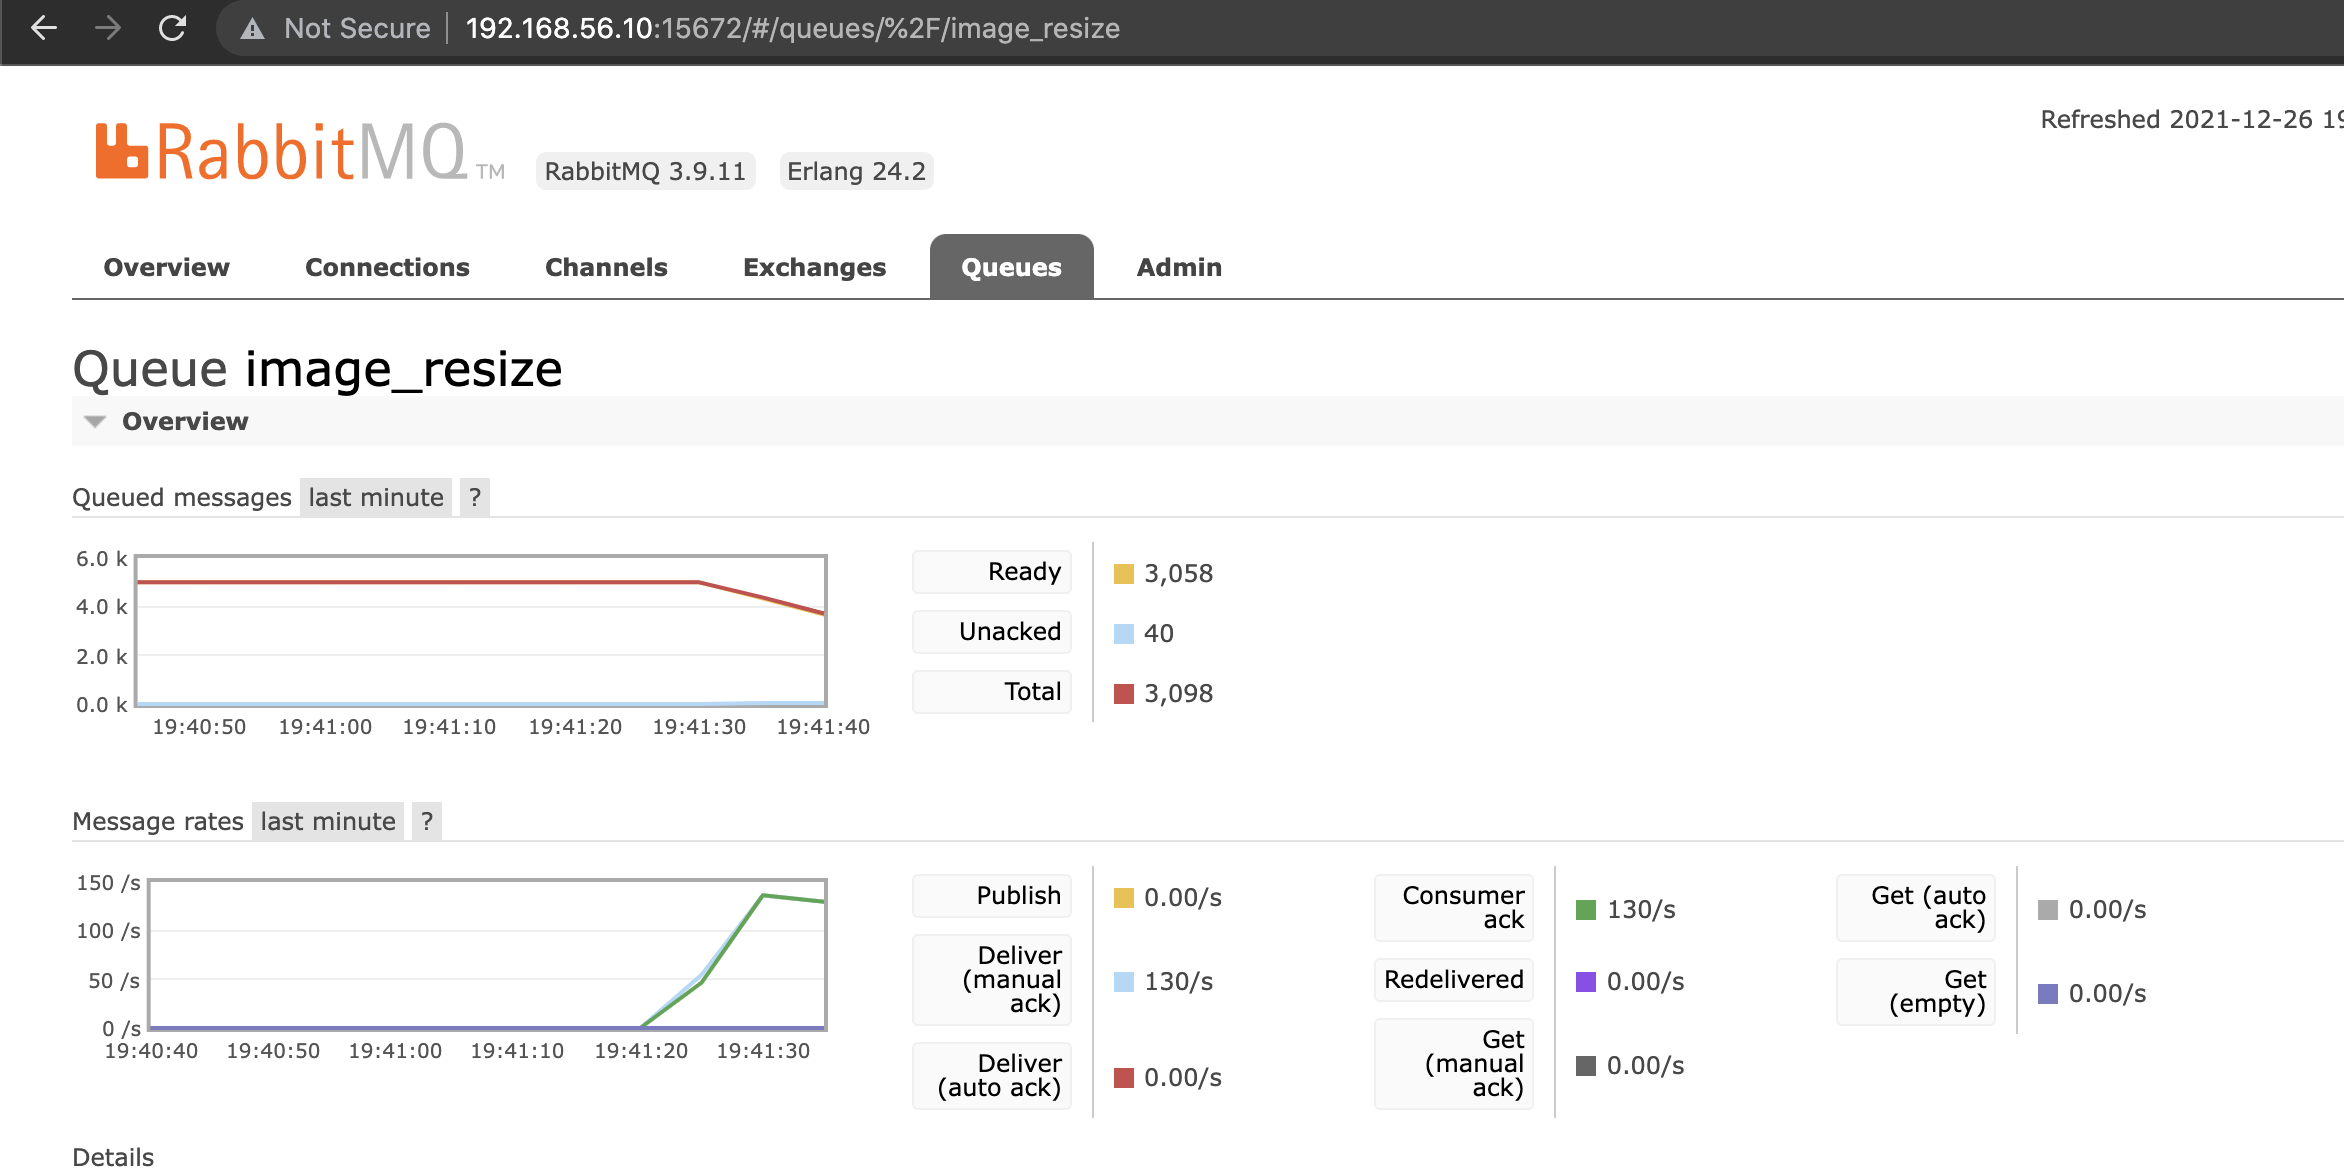 Not Secure 192.168.56.10:15672/#/queues/%2F/image_resize
Refreshed 2021-12-26 19
RabbitMQ TM RabbitMQ 3.9.11 Erlang 24.2
Overview Connections Channels Exchanges Queues Admin
Queue image_resize
Overview
Queued messages last minute ?
6.0 k
4.0 k
2.0 k
0.0 k
19:40:50 19:41:00 19:41:10 19:41:20 19:41:30 19:41:40
Ready 3,058
Unacked 40
Total 3,098
Message rates last minute ?
150 /s
100 /s
50 /s
0 /s
19:40:40 19:40:50 19:41:00 19:41:10 19:41:20 19:41:30
Publish 0.00/s
Deliver
(manual
ack)
130/s
Deliver
(auto ack)
0.00/s
Consumer
ack
130/s
Redelivered 0.00/s
Get
(manual
ack)
0.00/s
Get (auto
ack)
0.00/s
Get
(empty)
0.00/s
Details